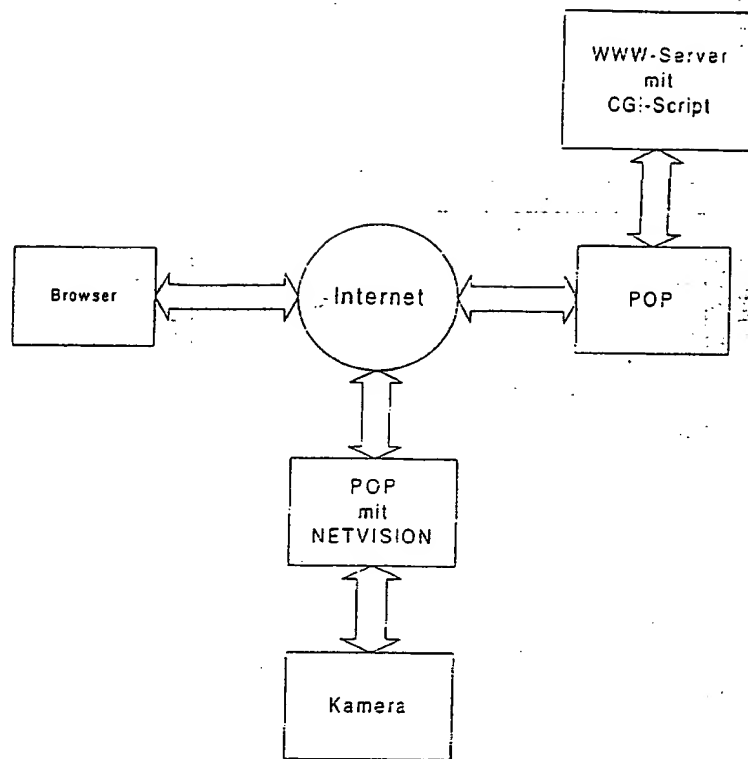 WWW-Server
mit
CGI-Script
Browser
Internet
POP
POP
mit
NETVISION
Kamera